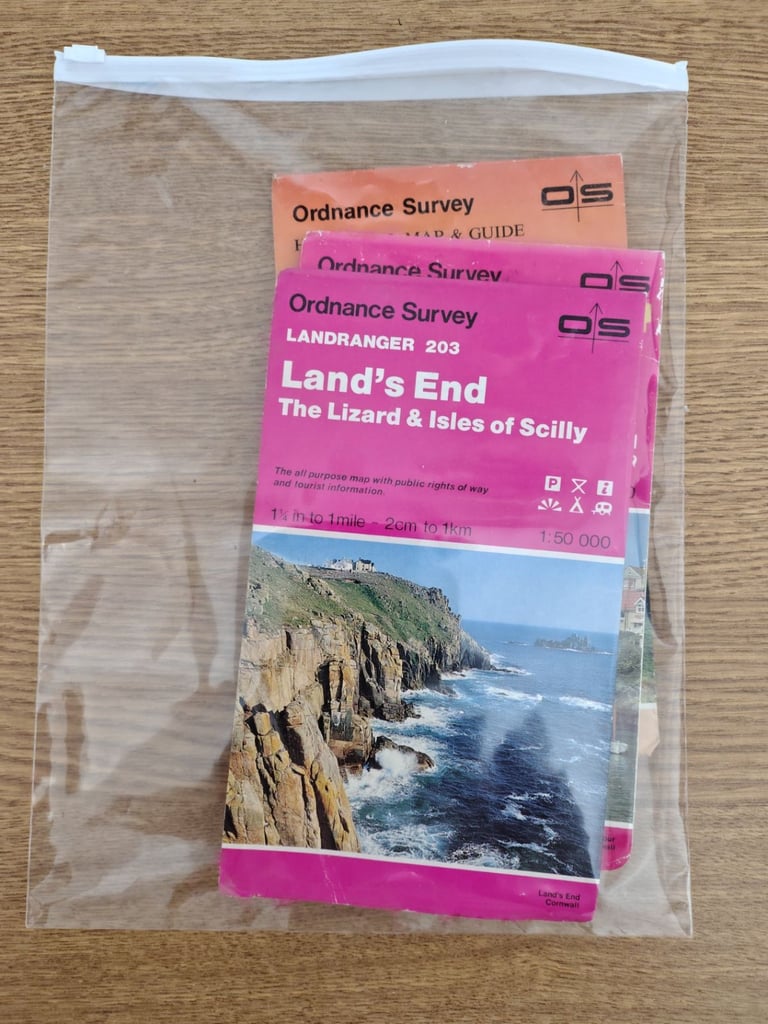 Ordnance Survey
OS
MAP & GUIDE
Ordnance Survey
OS
Ordnance Survey
OS
LANDRANGER 203
Land's End
The Lizard & Isles of Scilly
The all purpose map with public rights of way
and tourist information.
P
i
1¼ in to 1 mile - 2cm to 1km
1:50 000
Land's End
Cornwall